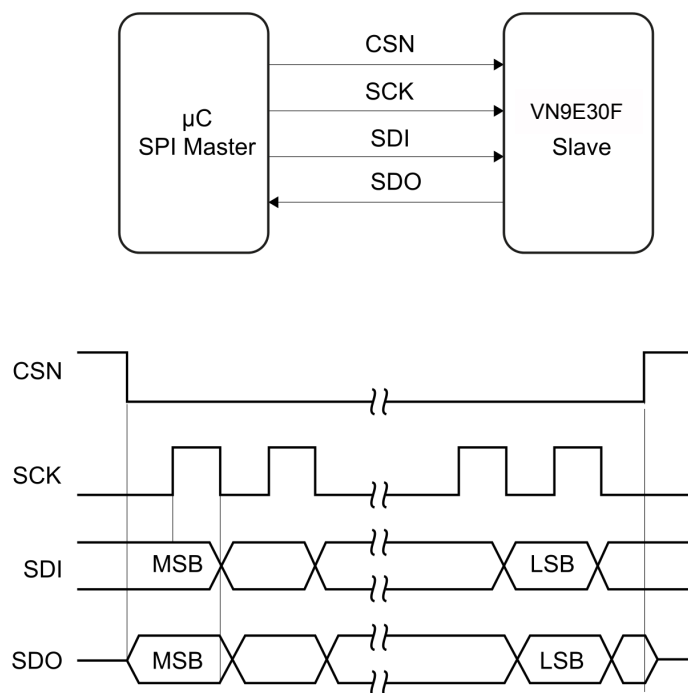 CSN
SCK
SDI
SDO
µC
SPI Master
VN9E30F
Slave
CSN
SCK
SDI
MSB
LSB
SDO
MSB
LSB